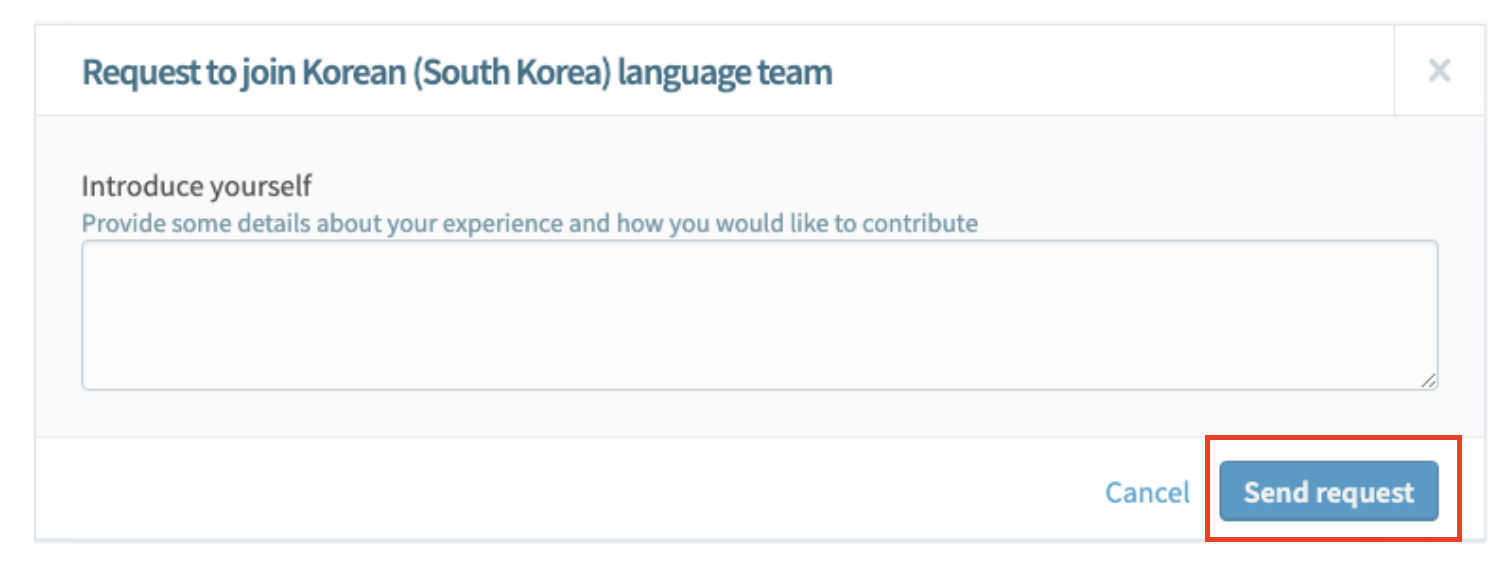 Request to join Korean (South Korea) language team
Introduce yourself
Provide some details about your experience and how you would like to contribute
Cancel
Send request